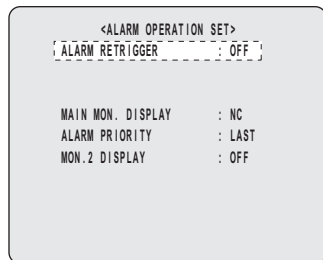 <ALARM OPERATION SET>
ALARM RETRIGGER : OFF
MAIN MON. DISPLAY : NC
ALARM PRIORITY : LAST
MON.2 DISPLAY : OFF